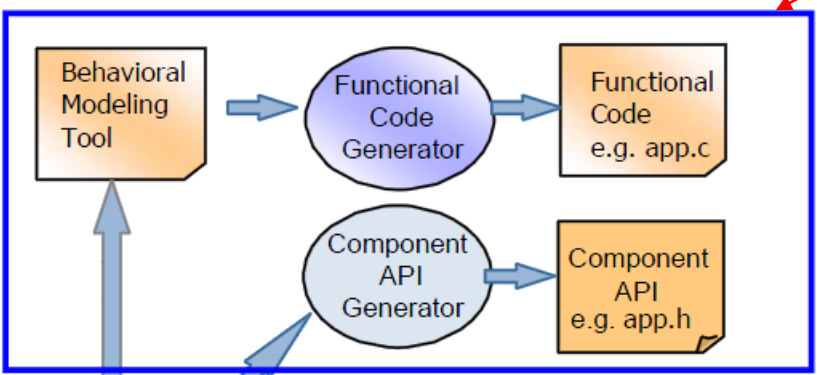 Behavioral
Modeling
Tool
Functional
Code
Generator
Functional
Code
e.g. app.c
Component
API
Generator
Component
API
e.g. app.h